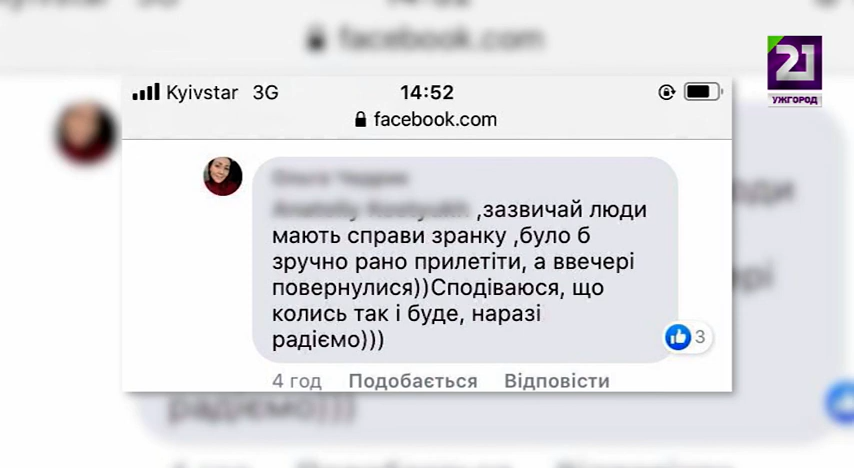 21
УЖГОРОД
Kyivstar 3G 14:52
facebook.com
,зазвичай люди
мають справи зранку ,було б
зручно рано прилетіти, а ввечері
повернулися))Сподіваюся, що
колись так і буде, наразі
радіємо)))
3
4 год Подобається Відповісти